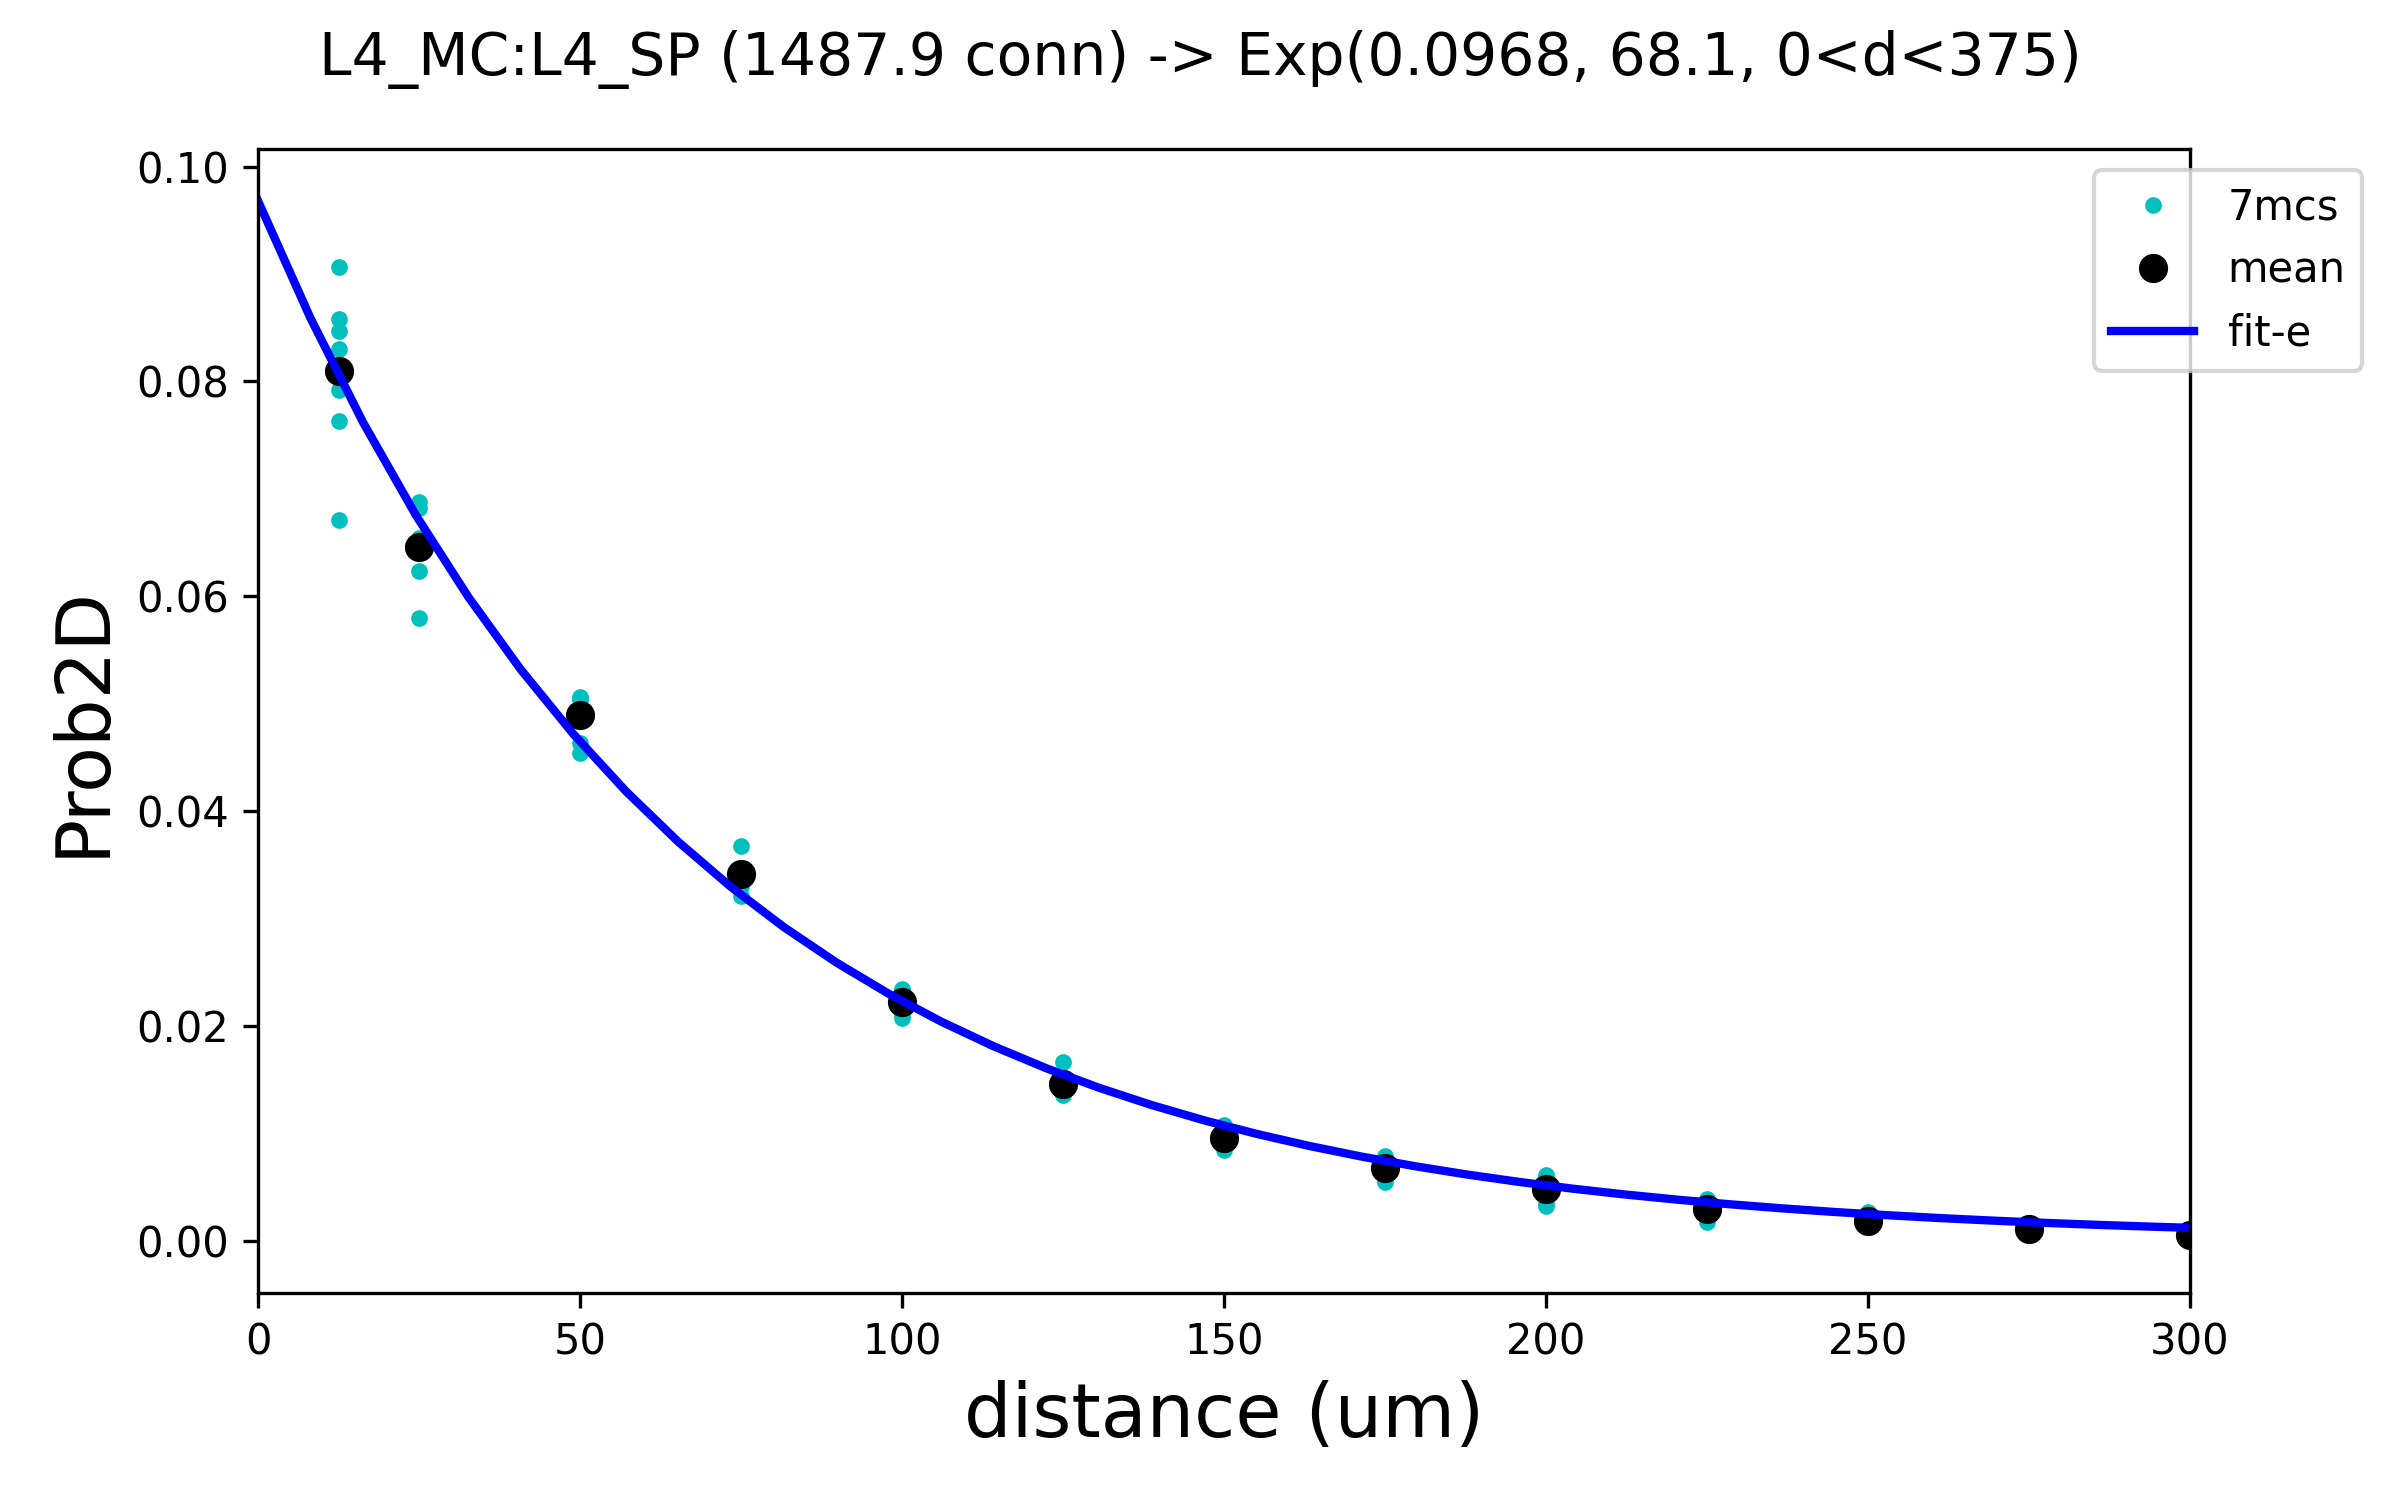 L4_MC:L4_SP (1487.9 conn) -> Exp(0.0968, 68.1, 0<d<375)
7mcs
mean
fit-e
Prob2D
0.10
0.08
0.06
0.04
0.02
0.00
0 50 100 150 200 250 300
distance (um)